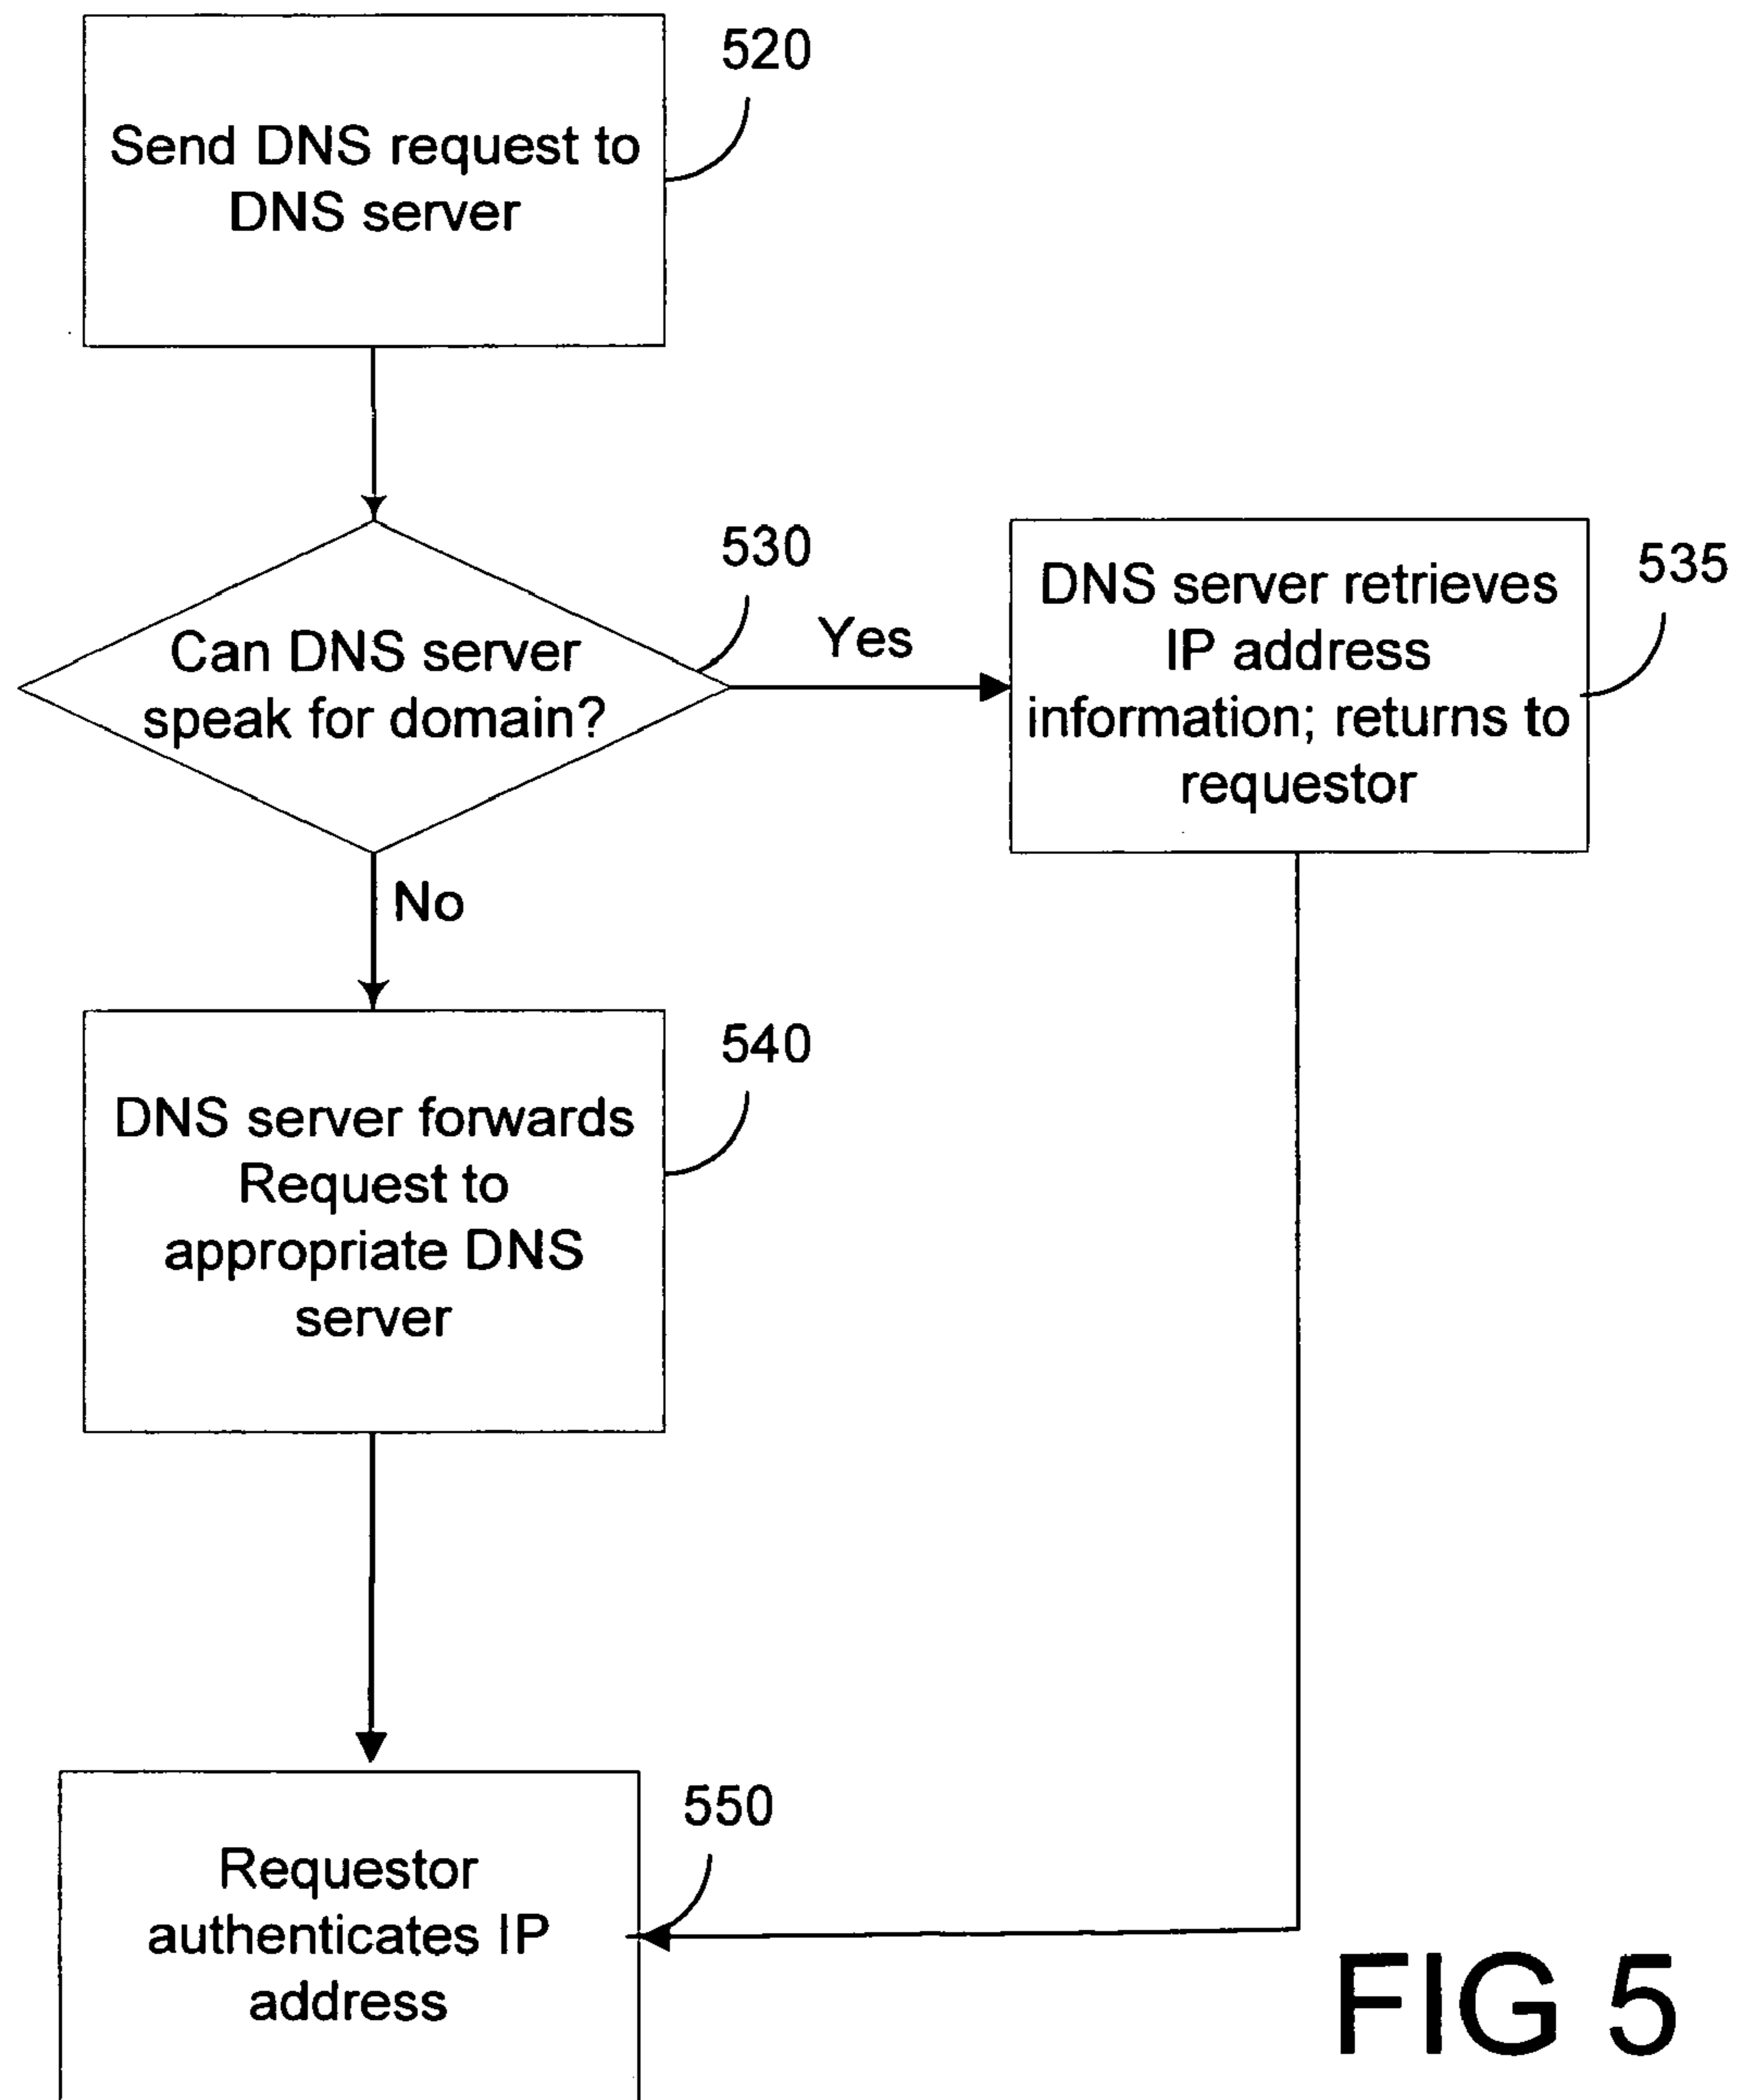 520
Send DNS request to
DNS server
530
Can DNS server
speak for domain?
Yes
535
DNS server retrieves
IP address
information; returns to
requestor
No
540
DNS server forwards
Request to
appropriate DNS
server
550
Requestor
authenticates IP
address
FIG 5